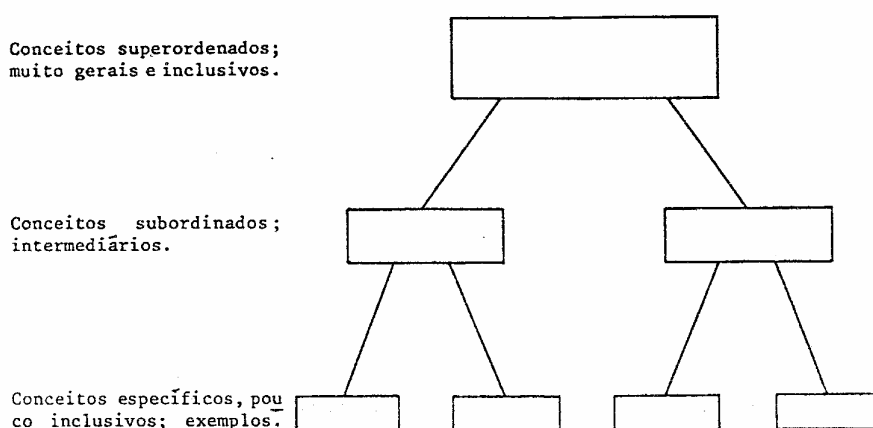 Conceitos superordenados;
muito gerais e inclusivos.
Conceitos subordinados;
intermediários.
Conceitos específicos, pou
co inclusivos; exemplos.